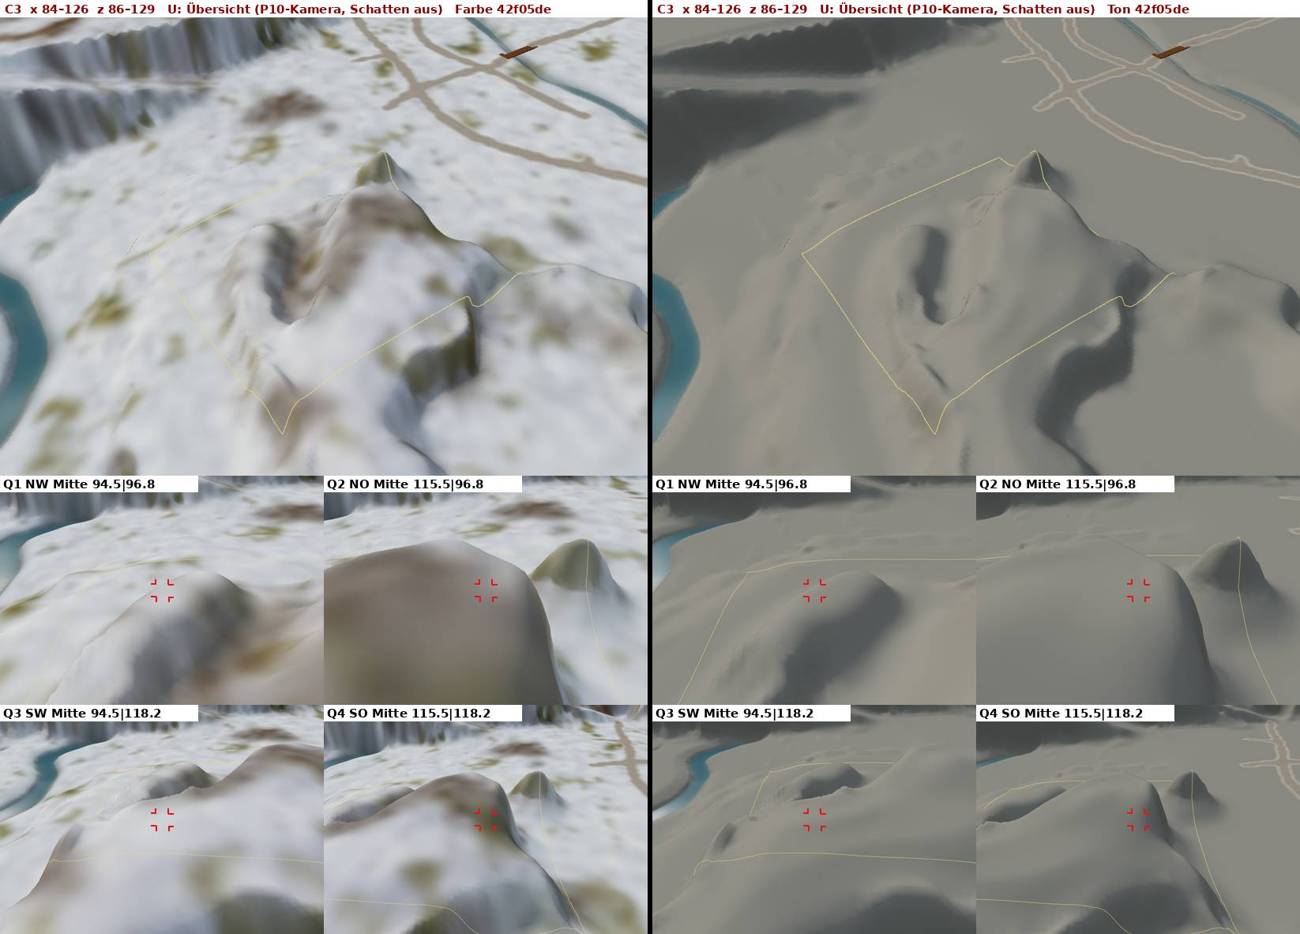 C3 x 84–126 z 86–129 U: Übersicht (P10-Kamera, Schatten aus) Farbe 42f05de
C3 x 84–126 z 86–129 U: Übersicht (P10-Kamera, Schatten aus) Ton 42f05de
Q1 NW Mitte 94.5|96.8
Q2 NO Mitte 115.5|96.8
Q1 NW Mitte 94.5|96.8
Q2 NO Mitte 115.5|96.8
Q3 SW Mitte 94.5|118.2
Q4 SO Mitte 115.5|118.2
Q3 SW Mitte 94.5|118.2
Q4 SO Mitte 115.5|118.2